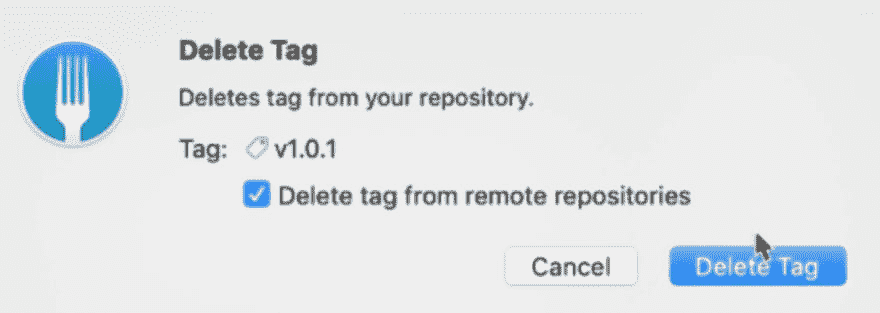 Delete Tag
Deletes tag from your repository.
Tag: v1.0.1
Delete tag from remote repositories
Cancel Delete Tag